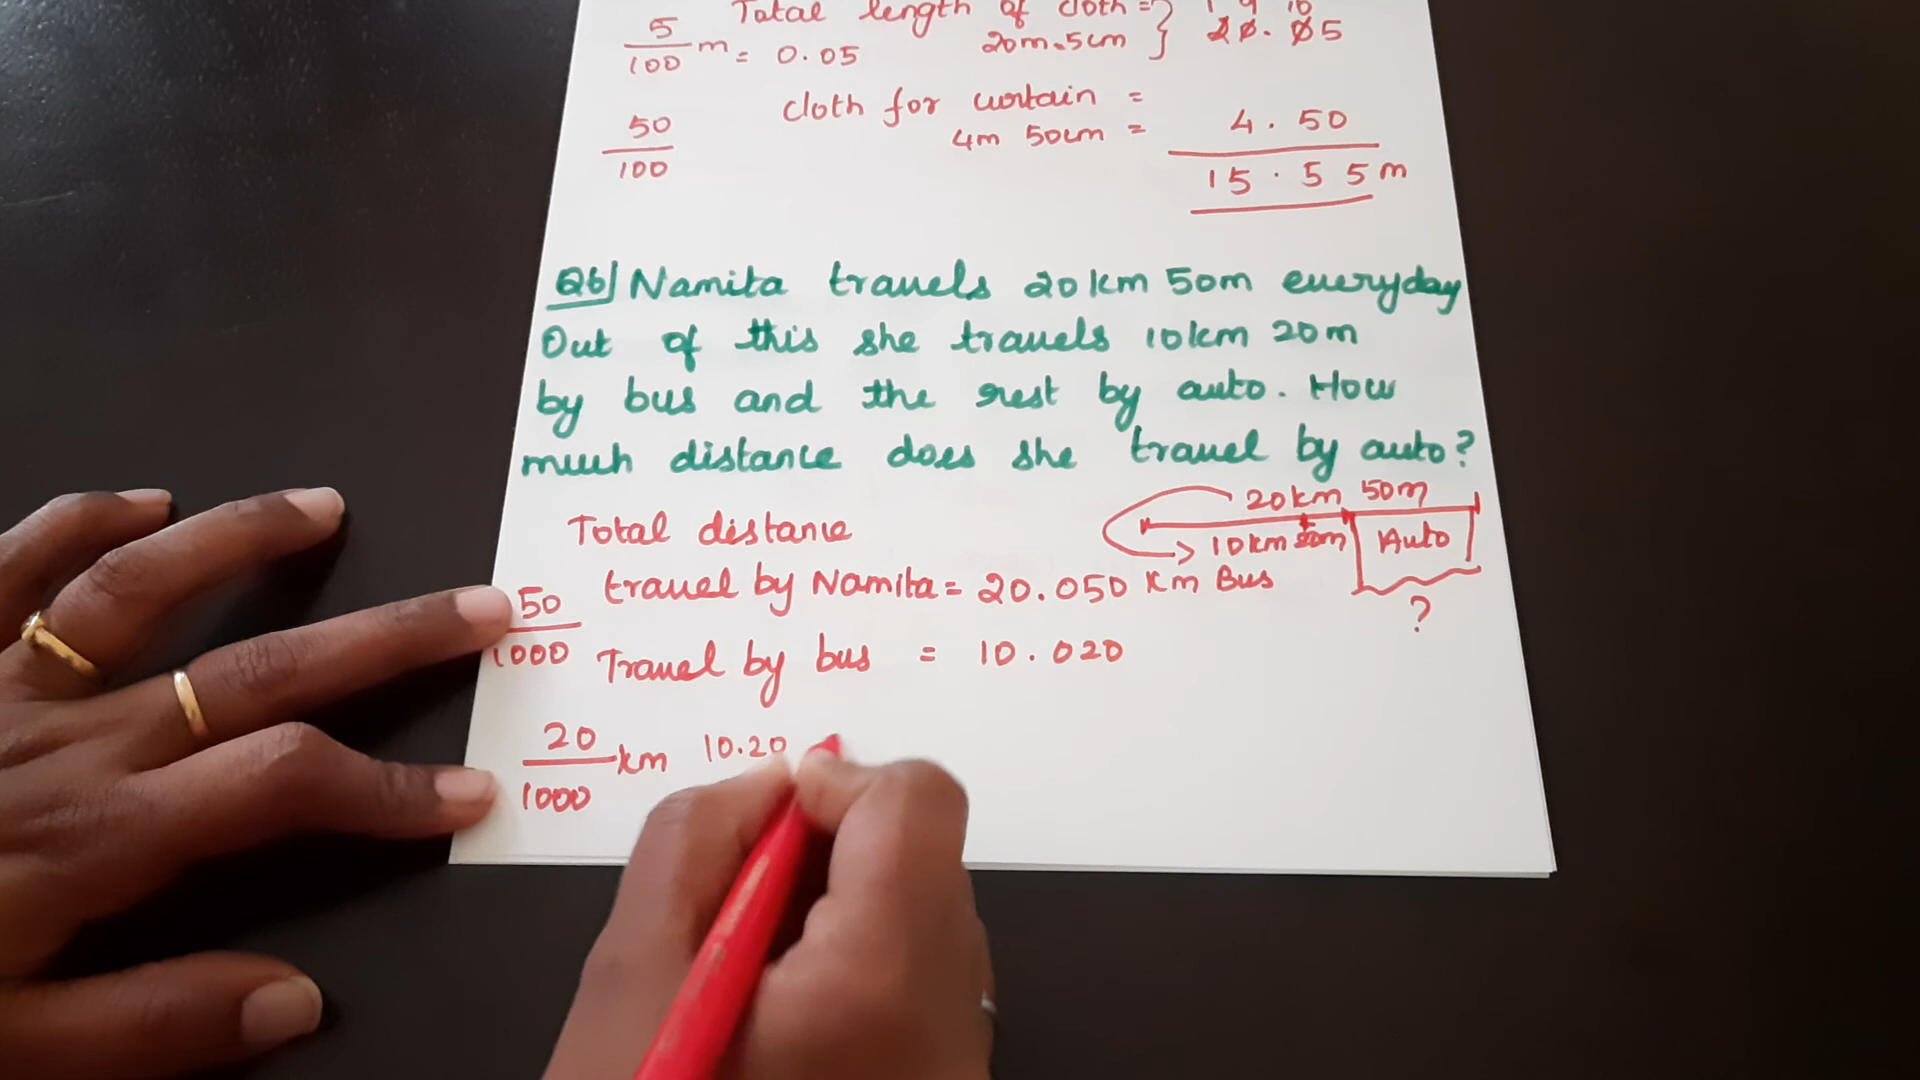 Total length of cloth =
5/100 m = 0.05 20m.5cm } 20.05
1 9 10
cloth for curtain =
50/100 4m 50cm = 4.50
15.55m
Q6) Namita travels 20km 50m everyday
Out of this she travels 10km 20m
by bus and the rest by auto. How
much distance does she travel by auto?
20km 50m
Total distance
10km Auto
50/1000 travel by Namita = 20.050 Km Bus
?
Travel by bus = 10.020
20/1000 km 10.20